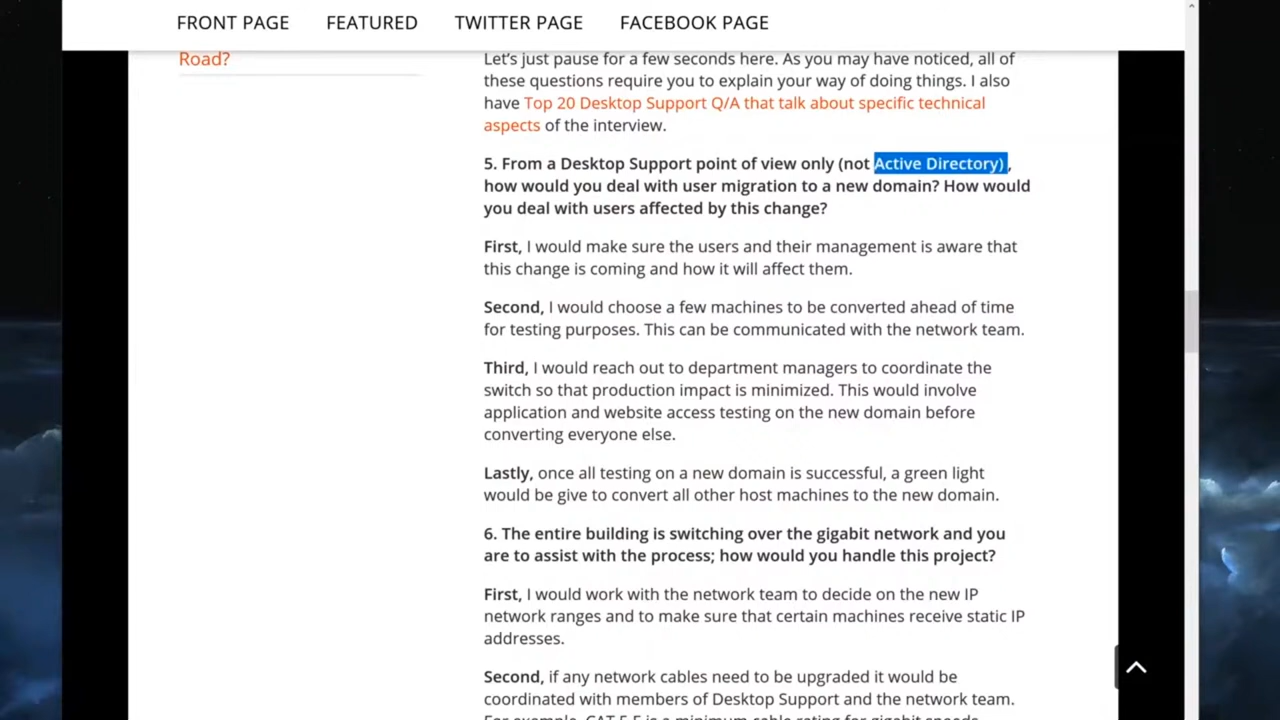 FRONT PAGE FEATURED TWITTER PAGE FACEBOOK PAGE
Road?
Let's just pause for a few seconds here. As you may have noticed, all of
these questions require you to explain your way of doing things. I also
have Top 20 Desktop Support Q/A that talk about specific technical
aspects of the interview.
5. From a Desktop Support point of view only (not Active Directory) ,
how would you deal with user migration to a new domain? How would
you deal with users affected by this change?
First, I would make sure the users and their management is aware that
this change is coming and how it will affect them.
Second, I would choose a few machines to be converted ahead of time
for testing purposes. This can be communicated with the network team.
Third, I would reach out to department managers to coordinate the
switch so that production impact is minimized. This would involve
application and website access testing on the new domain before
converting everyone else.
Lastly, once all testing on a new domain is successful, a green light
would be give to convert all other host machines to the new domain.
6. The entire building is switching over the gigabit network and you
are to assist with the process; how would you handle this project?
First, I would work with the network team to decide on the new IP
network ranges and to make sure that certain machines receive static IP
addresses.
Second, if any network cables need to be upgraded it would be
coordinated with members of Desktop Support and the network team.
For example, CAT 5 E is a minimum cable rating for gigabit speeds.